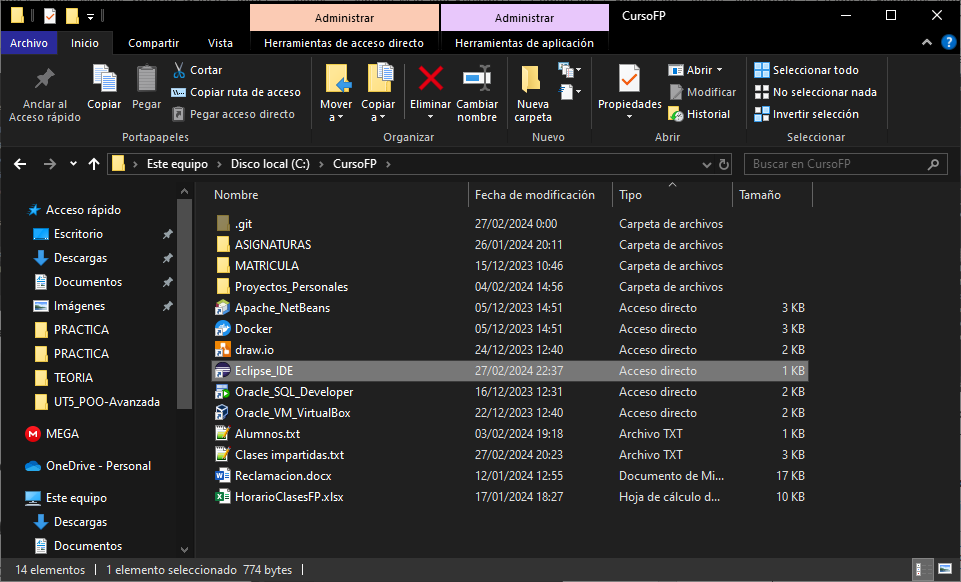 Administrar Administrar CursoFP
Archivo Inicio Compartir Vista Herramientas de acceso directo Herramientas de aplicación
Anclar al Acceso rápido
Copiar
Pegar
Cortar
Copiar ruta de acceso
Pegar acceso directo
Portapapeles
Mover a
Copiar a
Eliminar
Cambiar nombre
Organizar
Nueva carpeta
Nuevo
Propiedades
Abrir
Modificar
Historial
Abrir
Seleccionar todo
No seleccionar nada
Invertir selección
Seleccionar
Este equipo > Disco local (C:) > CursoFP >
Buscar en CursoFP
Acceso rápido
Escritorio
Descargas
Documentos
Imágenes
PRACTICA
PRACTICA
TEORIA
UT5_POO-Avanzada
MEGA
OneDrive - Personal
Este equipo
Descargas
Documentos
Nombre Fecha de modificación Tipo Tamaño
.git 27/02/2024 0:00 Carpeta de archivos
ASIGNATURAS 26/01/2024 20:11 Carpeta de archivos
MATRICULA 15/12/2023 10:46 Carpeta de archivos
Proyectos_Personales 04/02/2024 14:56 Carpeta de archivos
Apache_NetBeans 05/12/2023 14:51 Acceso directo 3 KB
Docker 05/12/2023 14:51 Acceso directo 3 KB
draw.io 24/12/2023 12:40 Acceso directo 2 KB
Eclipse_IDE 27/02/2024 22:37 Acceso directo 1 KB
Oracle_SQL_Developer 16/12/2023 12:31 Acceso directo 2 KB
Oracle_VM_VirtualBox 22/12/2023 12:40 Acceso directo 2 KB
Alumnos.txt 03/02/2024 19:18 Archivo TXT 1 KB
Clases impartidas.txt 27/02/2024 20:23 Archivo TXT 3 KB
Reclamacion.docx 12/01/2024 12:55 Documento de Mi... 17 KB
HorarioClasesFP.xlsx 17/01/2024 18:27 Hoja de cálculo d... 10 KB
14 elementos 1 elemento seleccionado 774 bytes